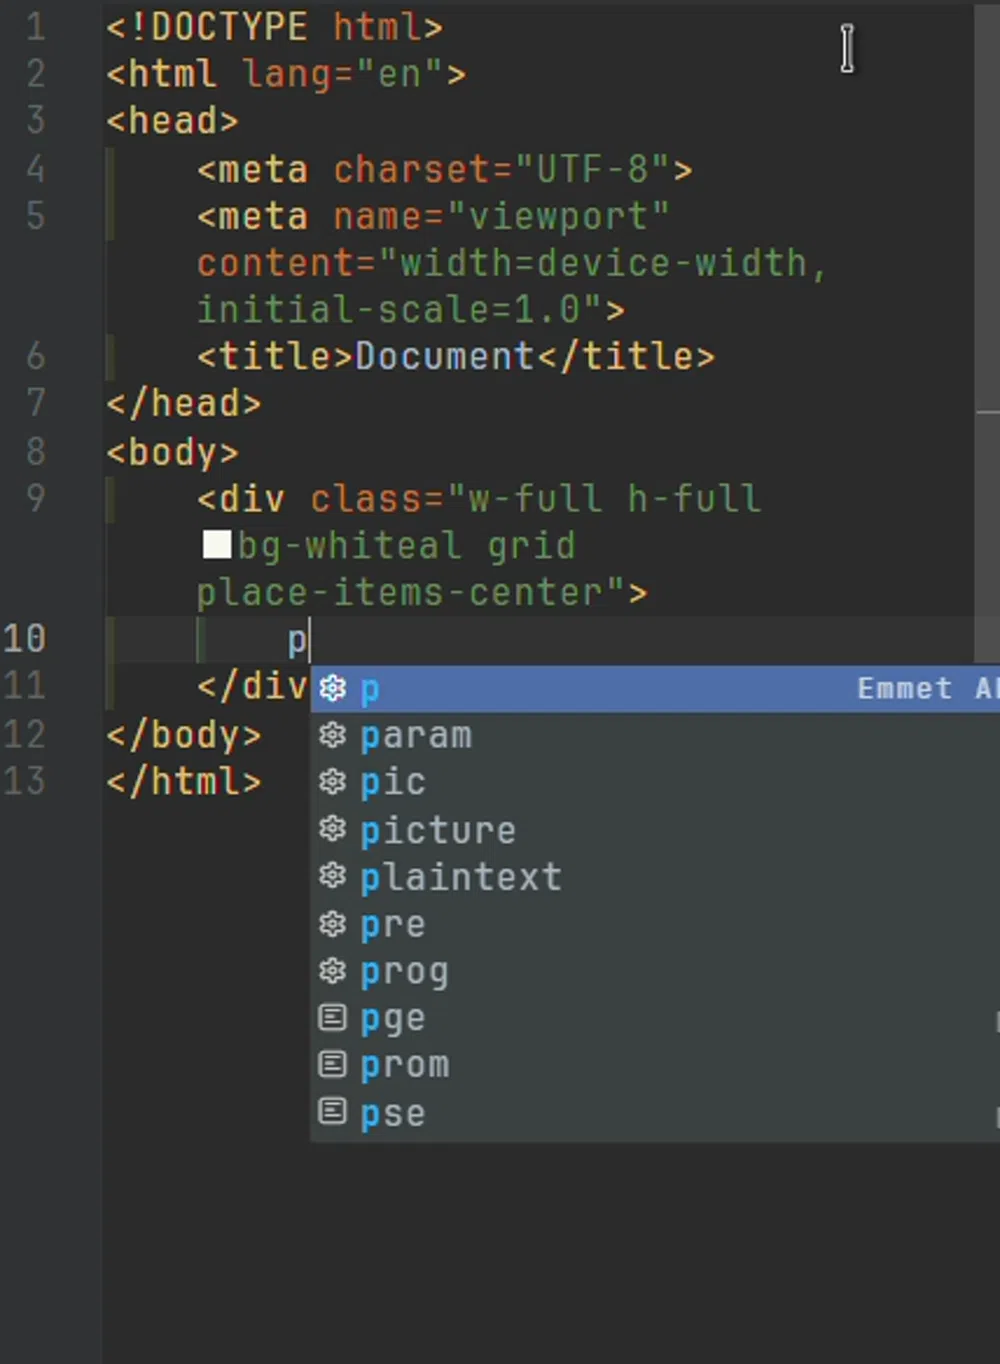 1 <!DOCTYPE html>
2 <html lang="en">
3 <head>
4 <meta charset="UTF-8">
5 <meta name="viewport"
content="width=device-width,
initial-scale=1.0">
6 <title>Document</title>
7 </head>
8 <body>
9 <div class="w-full h-full
bg-whiteal grid
place-items-center">
10 p
11 </div
p Emmet
param
12 </body>
13 </html>
pic
picture
plaintext
pre
prog
pge
prom
pse